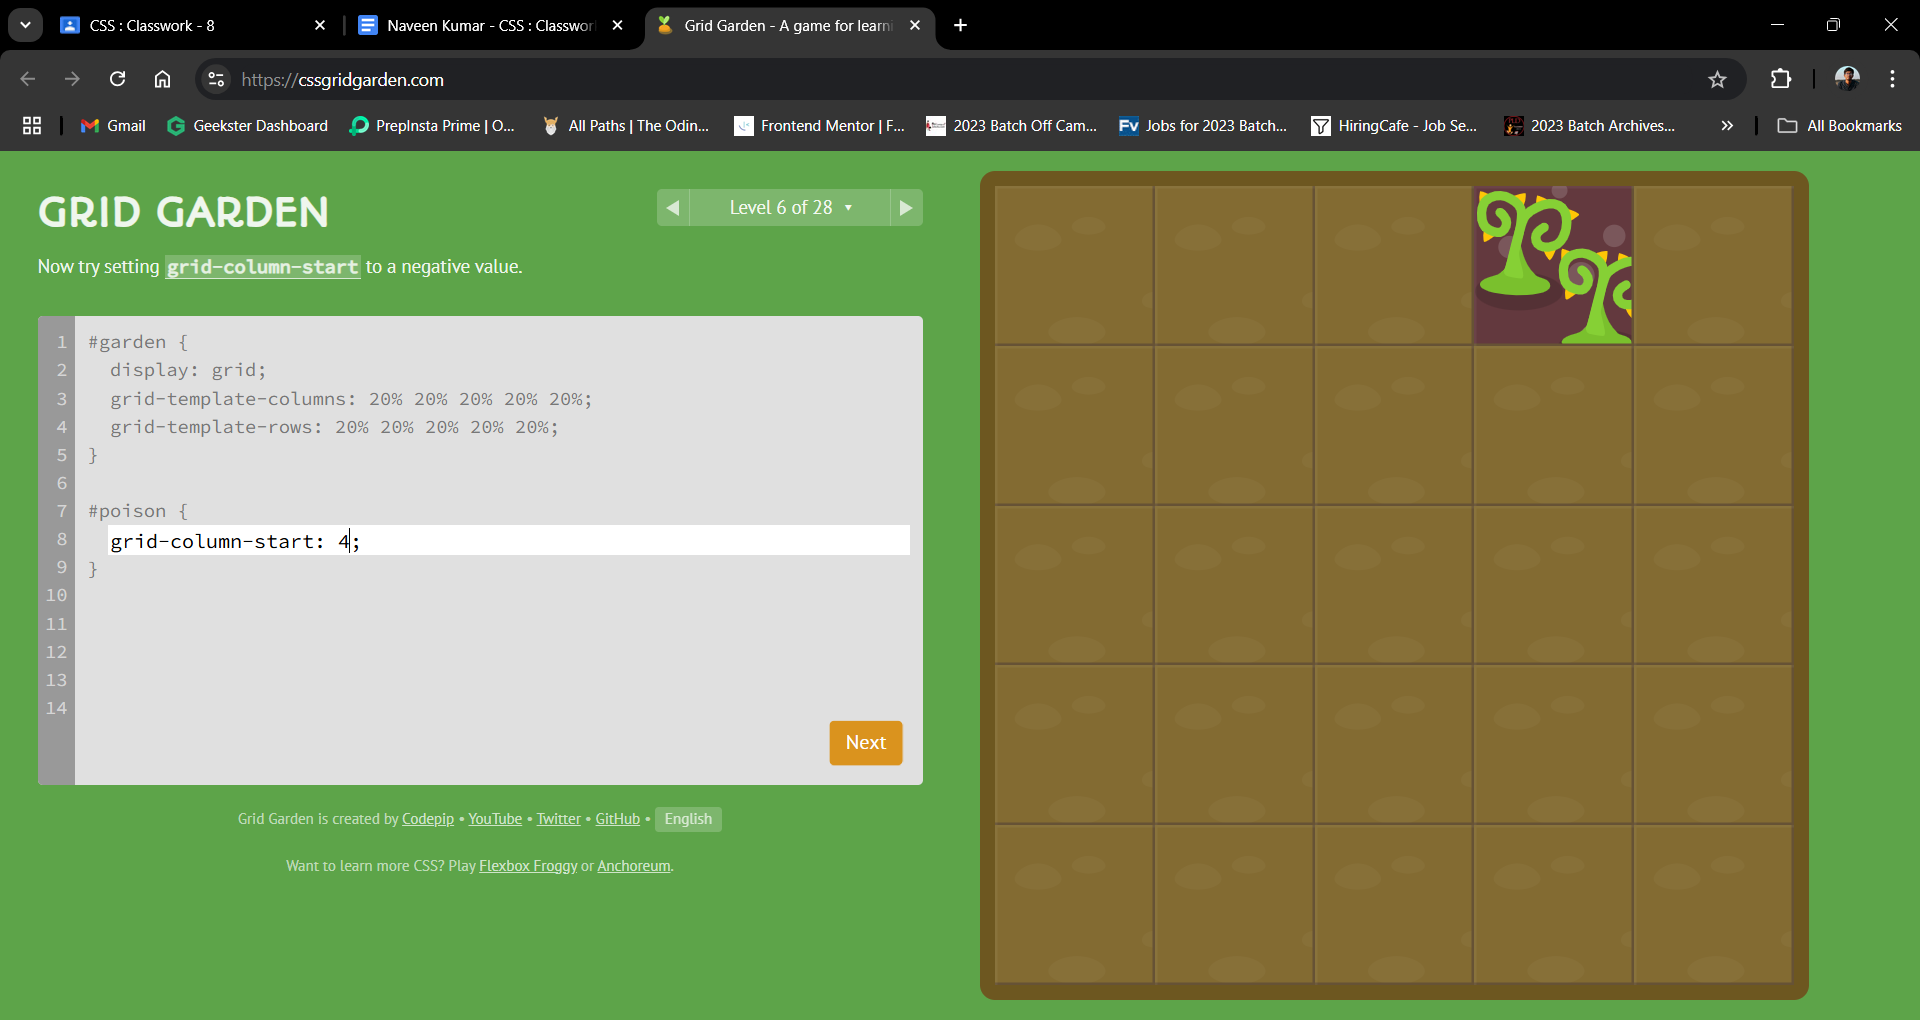 CSS : Classwork - 8
Naveen Kumar - CSS : Classwor
Grid Garden - A game for learni
https://cssgridgarden.com
Gmail
Geekster Dashboard
PrepInsta Prime | O...
All Paths | The Odin...
Frontend Mentor | F...
2023 Batch Off Cam...
Fv Jobs for 2023 Batch...
HiringCafe - Job Se...
2023 Batch Archives...
All Bookmarks
GRID GARDEN
Level 6 of 28
Now try setting grid-column-start to a negative value.
1 #garden {
2 display: grid;
3 grid-template-columns: 20% 20% 20% 20% 20%;
4 grid-template-rows: 20% 20% 20% 20% 20%;
5 }
6
7 #poison {
8 grid-column-start: 4;
9 }
10
11
12
13
14
Next
Grid Garden is created by Codepip • YouTube • Twitter • GitHub • English
Want to learn more CSS? Play Flexbox Froggy or Anchoreum.